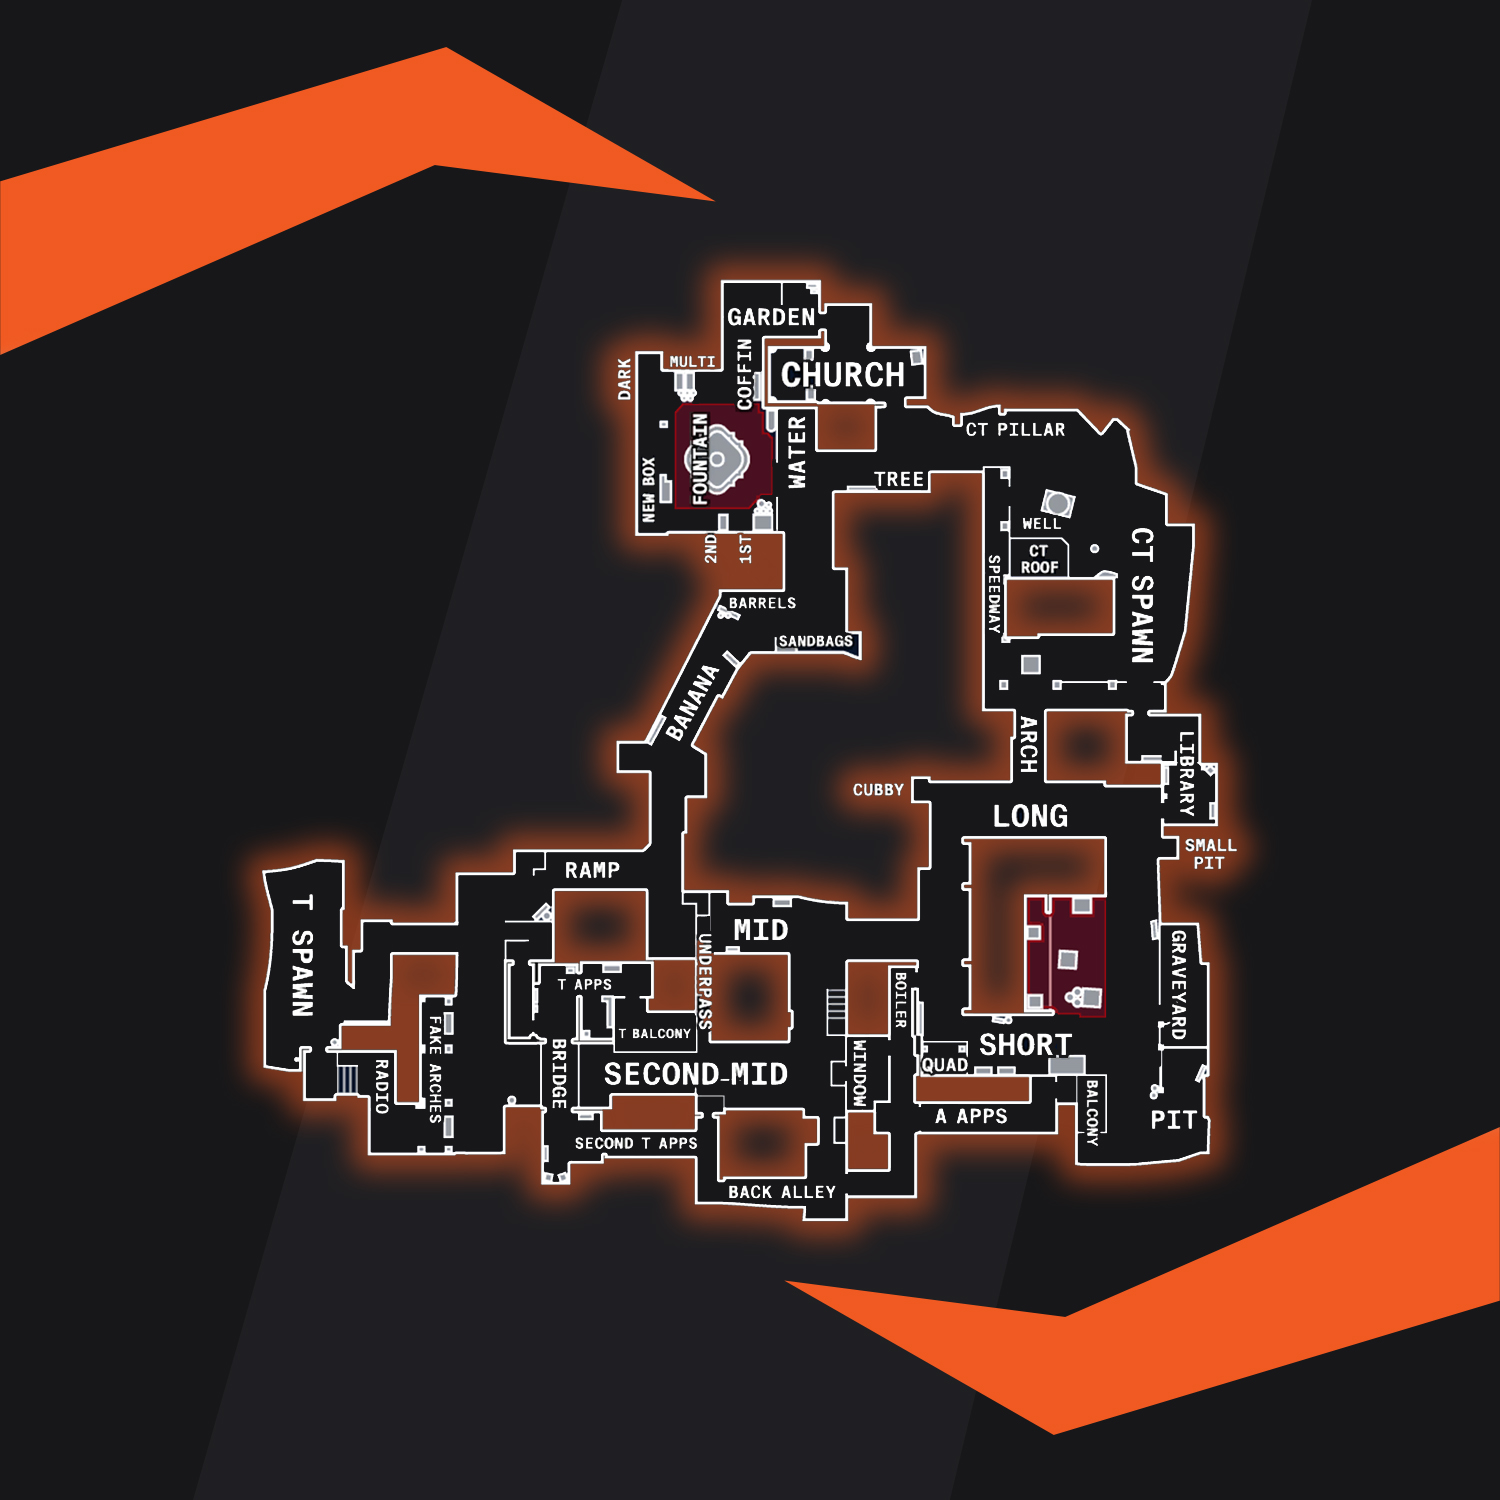 GARDEN
DARK
MULTI
COFFIN
CHURCH
FOUNTAIN
WATER
CT PILLAR
NEW BOX
TREE
WELL
2ND
1ST
CT
ROOF
SPEEDWAY
CT SPAWN
BARRELS
SANDBAGS
BANANA
ARCH
LIBRARY
CUBBY
LONG
SMALL
PIT
RAMP
T SPAWN
MID
UNDERPASS
GRAVEYARD
T APPS
BOILER
T BALCONY
FAKE ARCHES
SHORT
QUAD
RADIO
BRIDGE
SECOND MID
WINDOW
BALCONY
A APPS
PIT
SECOND T APPS
BACK ALLEY